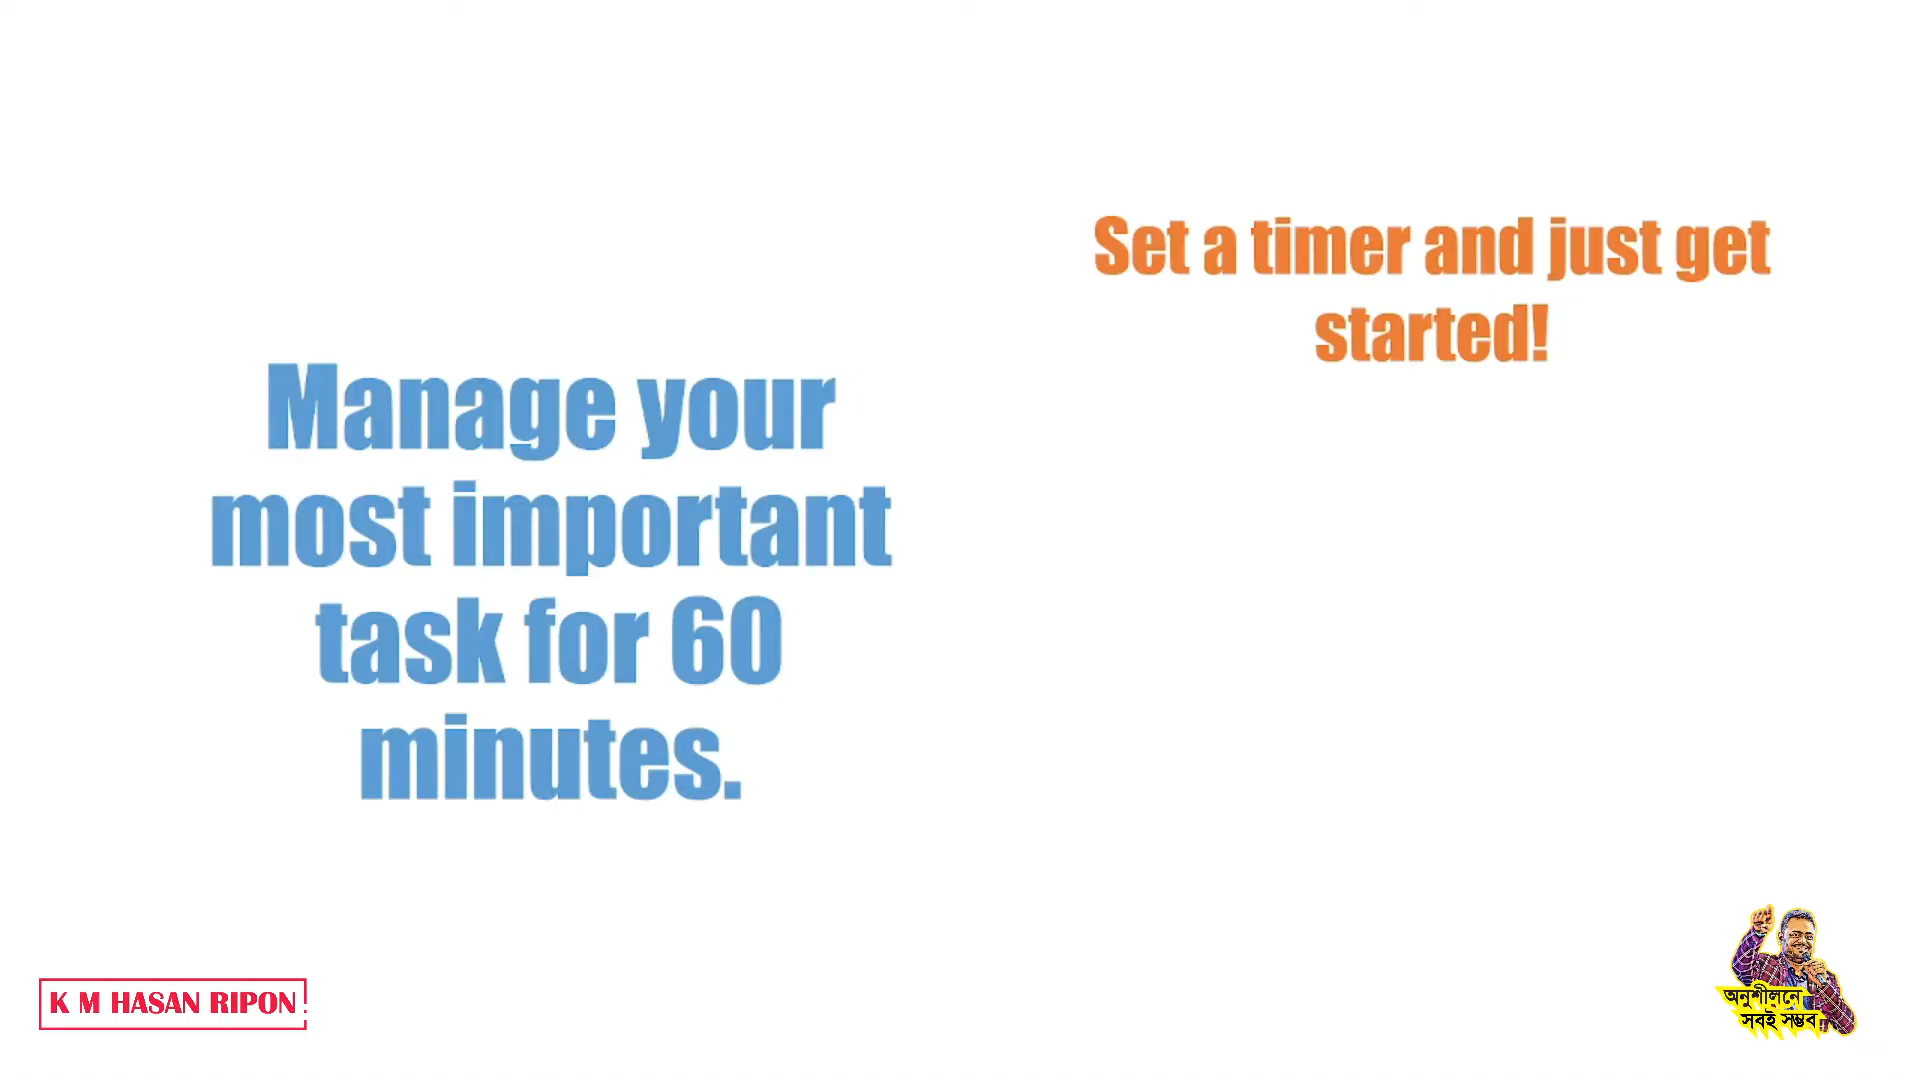 Manage your
most important
task for 60
minutes.
Set a timer and just get
started!
K M HASAN RIPON
অনুশীলনে
সবই সম্ভব